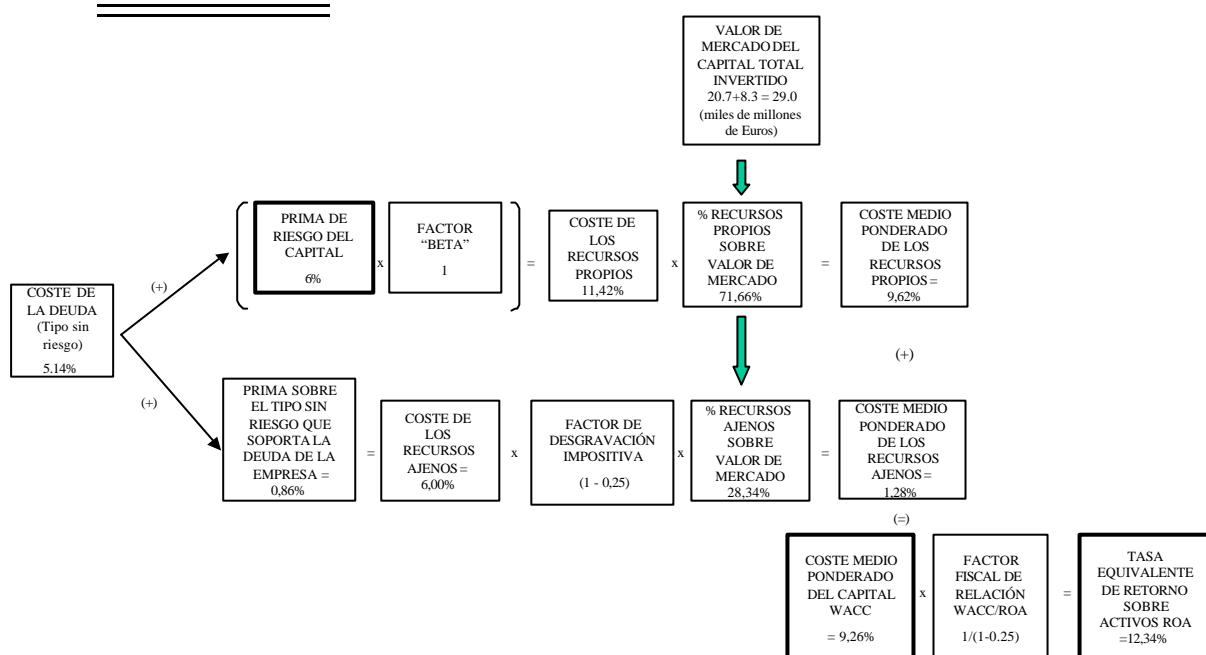 VALOR DE
MERCADO DEL
CAPITAL TOTAL
INVERTIDO
20.7+8.3 = 29.0
(miles de millones
de Euros)
COSTE DE
LA DEUDA
(Tipo sin
riesgo)
5.14%
(+)
(+)
PRIMA DE
RIESGO DEL
CAPITAL
6%
x
FACTOR
“BETA”
1
=
COSTE DE
LOS
RECURSOS
PROPIOS
11,42%
x
% RECURSOS
PROPIOS
SOBRE
VALOR DE
MERCADO
71,66%
=
COSTE MEDIO
PONDERADO
DE LOS
RECURSOS
PROPIOS =
9,62%
(+)
PRIMA SOBRE
EL TIPO SIN
RIESGO QUE
SOPORTA LA
DEUDA DE LA
EMPRESA =
0,86%
=
COSTE DE
LOS
RECURSOS
AJENOS =
6,00%
x
FACTOR DE
DESGRAVACIÓN
IMPOSITIVA
(1 - 0,25)
x
% RECURSOS
AJENOS
SOBRE
VALOR DE
MERCADO
28,34%
=
COSTE MEDIO
PONDERADO
DE LOS
RECURSOS
AJENOS =
1,28%
(=)
COSTE MEDIO
PONDERADO
DEL CAPITAL
WACC
= 9,26%
x
FACTOR
FISCAL DE
RELACIÓN
WACC/ROA
1/(1-0.25)
=
TASA
EQUIVALENTE
DE RETORNO
SOBRE
ACTIVOS ROA
=12,34%